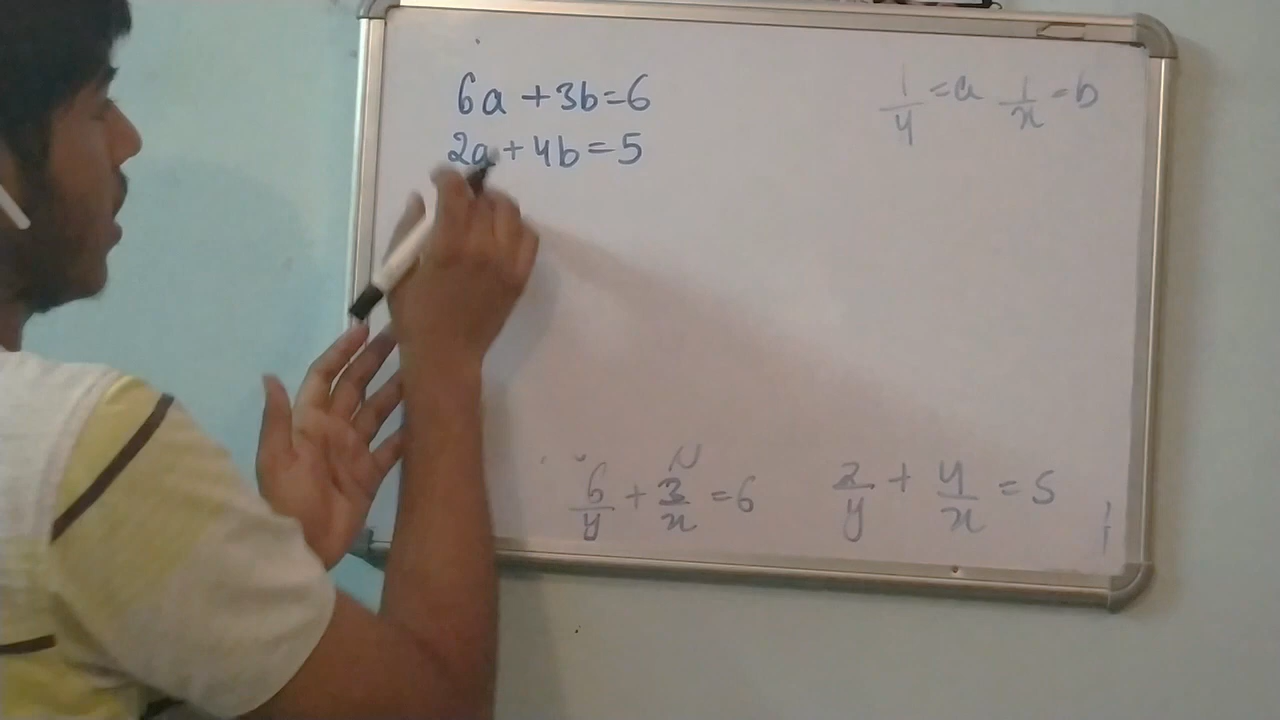 6a + 3b = 6
2a + 4b = 5
1/y = a 1/x = b
6/y + 3/x = 6
2/y + 4/x = 5